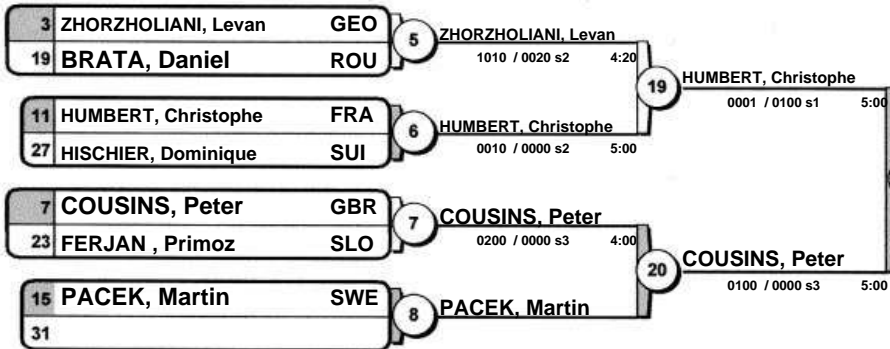 3 ZHORZHOLIANI, Levan GEO
19 BRATA, Daniel ROU
5
ZHORZHOLIANI, Levan
1010 / 0020 s2 4:20
11 HUMBERT, Christophe FRA
27 HISCHIER, Dominique SUI
6
HUMBERT, Christophe
0010 / 0000 s2 5:00
19
HUMBERT, Christophe
0001 / 0100 s1 5:00
7 COUSINS, Peter GBR
23 FERJAN , Primoz SLO
7
COUSINS, Peter
0200 / 0000 s3 4:00
15 PACEK, Martin SWE
31
8
PACEK, Martin
20
COUSINS, Peter
0100 / 0000 s3 5:00